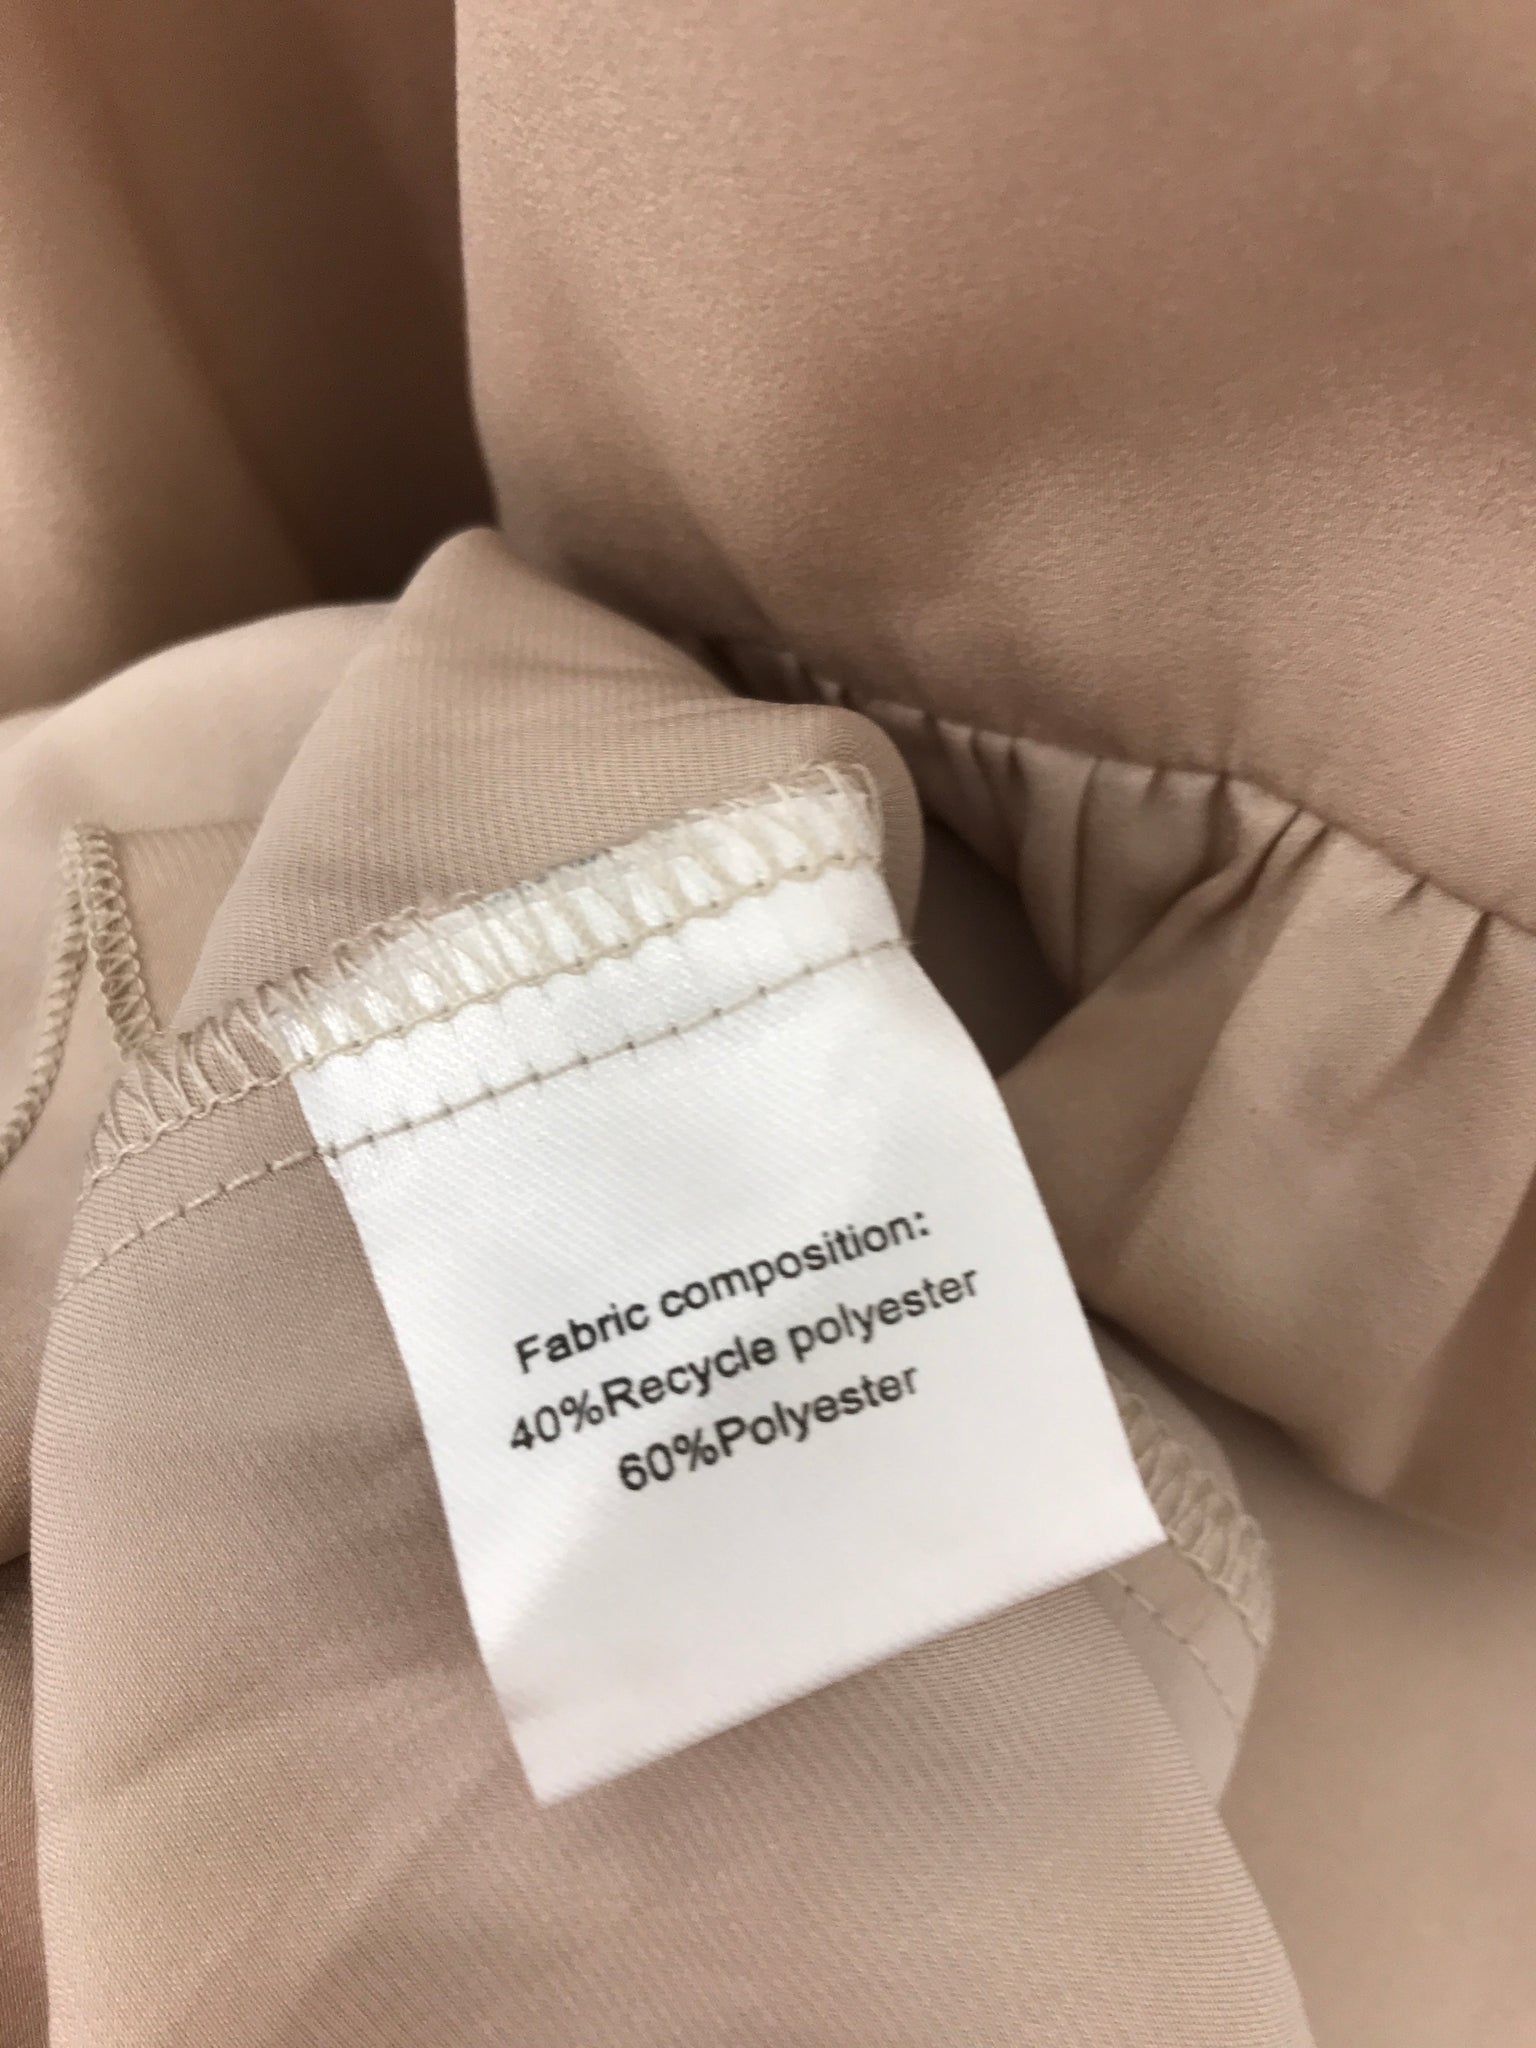 Fabric composition:
40%Recycle polyester
60%Polyester